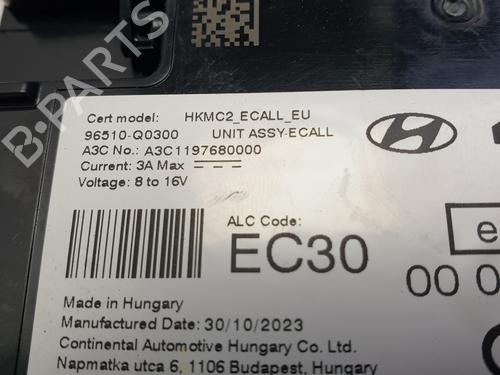 B-PARTS
Cert model: HKMC2_ECALL_EU
96510-Q0300 UNIT ASSY-ECALL
A3C No.: A3C1197680000
Current: 3A Max
Voltage: 8 to 16V
ALC Code:
EC30
e
00 0
Made in Hungary
Manufactured Date: 30/10/2023
Continental Automotive Hungary Co. Ltd.
Napmatka utca 6, 1106 Budapest, Hungary